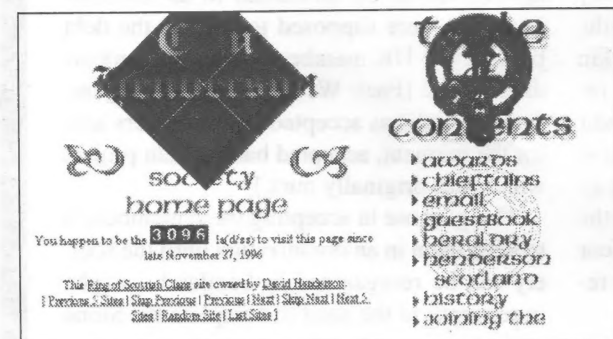 Clan
Henderson
society
home page
You happen to be the 3096 la(d/ss) to visit this page since
late November 27, 1996
This Ring of Scottish Clans site owned by David Henderson.
[ Previous 5 Sites | Skip Previous | Previous | Next | Skip Next | Next 5
Sites | Random Site | List Sites ]
table
contents
awards
chieftains
email
guestbook
heraldry
henderson
scotland
history
joining the